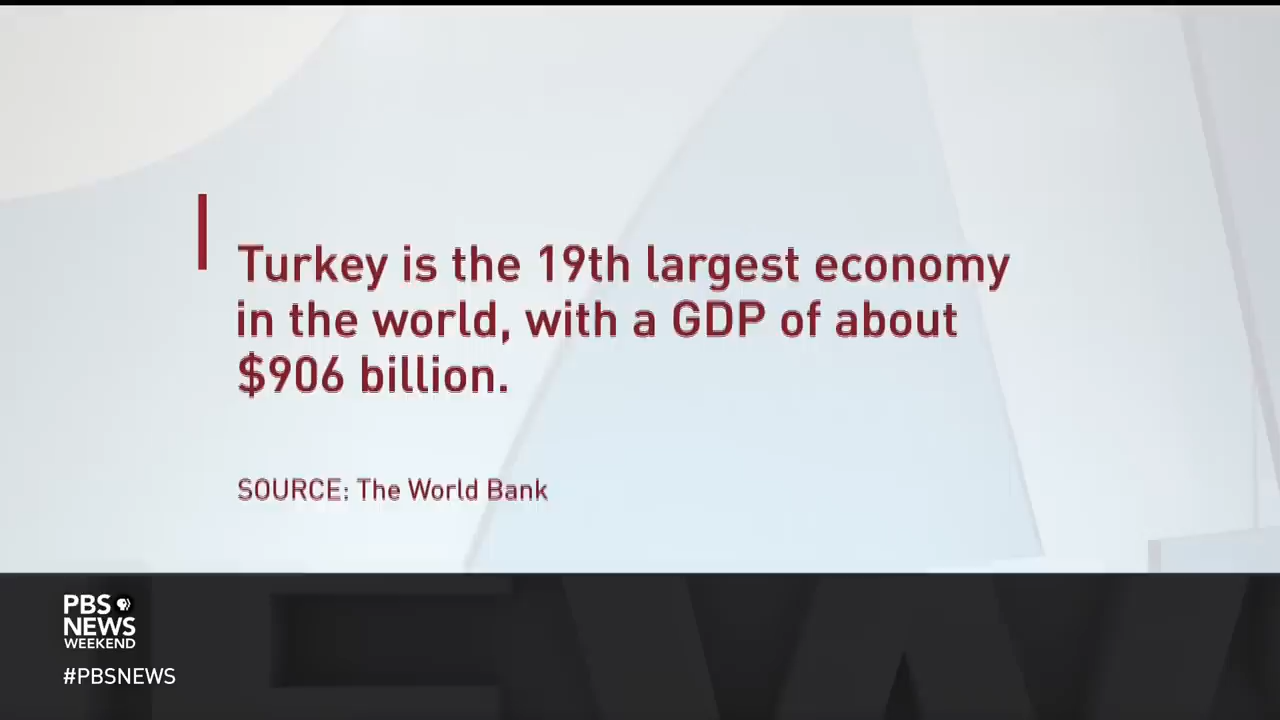 Turkey is the 19th largest economy
in the world, with a GDP of about
$906 billion.
SOURCE: The World Bank
PBS
NEWS
WEEKEND
#PBSNEWS